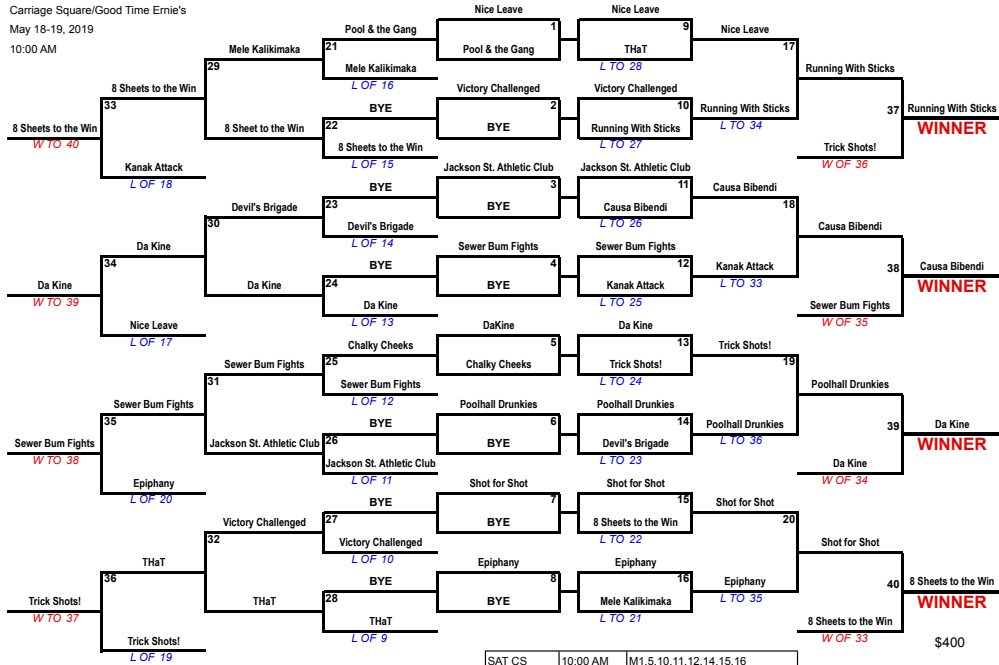 Carriage Square/Good Time Ernie's
May 18-19, 2019
10:00 AM
Nice Leave
1
Pool & the Gang
Nice Leave
9
THaT
L TO 28
Nice Leave
17
Pool & the Gang
21
Mele Kalikimaka
L OF 16
Mele Kalikimaka
29
8 Sheets to the Win
33
8 Sheets to the Win
W TO 40
BYE
22
8 Sheets to the Win
L OF 15
8 Sheet to the Win
Kanak Attack
L OF 18
Victory Challenged
2
BYE
Victory Challenged
10
Running With Sticks
L TO 27
Running With Sticks
L TO 34
Running With Sticks
37
Trick Shots!
W OF 36
Running With Sticks
WINNER
BYE
23
Devil's Brigade
L OF 14
Devil's Brigade
30
Da Kine
34
Da Kine
W TO 39
Jackson St. Athletic Club
3
BYE
Jackson St. Athletic Club
11
Causa Bibendi
L TO 26
Causa Bibendi
18
Causa Bibendi
38
BYE
24
Da Kine
L OF 13
Da Kine
Nice Leave
L OF 17
Sewer Bum Fights
4
BYE
Sewer Bum Fights
12
Kanak Attack
L TO 25
Kanak Attack
L TO 33
Sewer Bum Fights
W OF 35
Causa Bibendi
WINNER
Chalky Cheeks
25
Sewer Bum Fights
L OF 12
Sewer Bum Fights
31
Sewer Bum Fights
35
Sewer Bum Fights
W TO 38
DaKine
5
Chalky Cheeks
Da Kine
13
Trick Shots!
L TO 24
Trick Shots!
19
Poolhall Drunkies
39
BYE
26
Jackson St. Athletic Club
L OF 11
Jackson St. Athletic Club
Epiphany
L OF 20
Poolhall Drunkies
6
BYE
Poolhall Drunkies
14
Devil's Brigade
L TO 23
Poolhall Drunkies
L TO 36
Da Kine
W OF 34
Da Kine
WINNER
BYE
27
Victory Challenged
L OF 10
Victory Challenged
32
THaT
36
Trick Shots!
W TO 37
Shot for Shot
7
BYE
Shot for Shot
15
8 Sheets to the Win
L TO 22
Shot for Shot
20
Shot for Shot
40
BYE
28
THaT
L OF 9
THaT
Trick Shots!
L OF 19
Epiphany
8
BYE
Epiphany
16
Mele Kalikimaka
L TO 21
Epiphany
L TO 35
8 Sheets to the Win
W OF 33
8 Sheets to the Win
WINNER
$400
SAT CS 10:00 AM M1,5,10,11,12,14,15,16